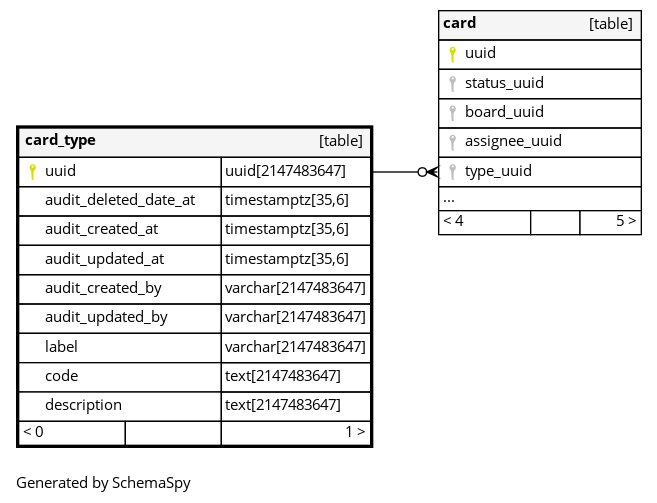 card [table]
uuid
status_uuid
board_uuid
assignee_uuid
type_uuid
...
< 4 5 >
card_type [table]
uuid uuid[2147483647]
audit_deleted_date_at timestamptz[35,6]
audit_created_at timestamptz[35,6]
audit_updated_at timestamptz[35,6]
audit_created_by varchar[2147483647]
audit_updated_by varchar[2147483647]
label varchar[2147483647]
code text[2147483647]
description text[2147483647]
< 0 1 >
Generated by SchemaSpy